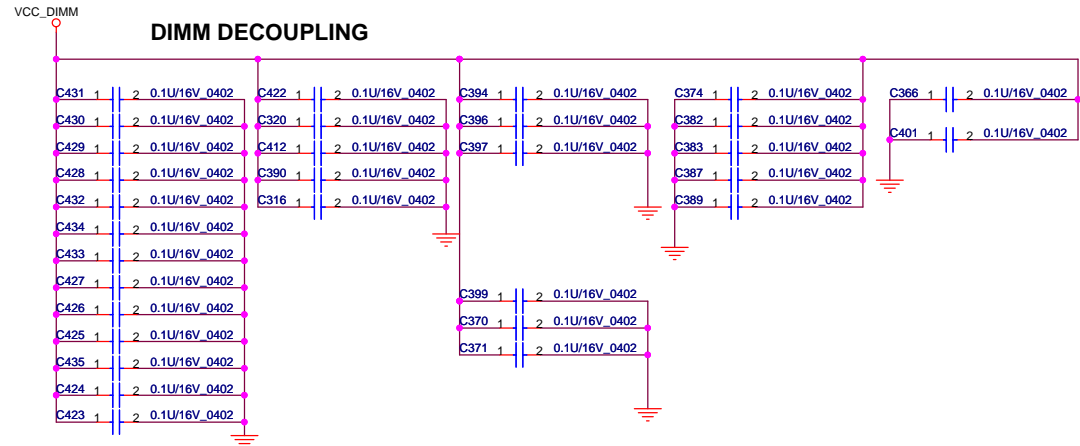 VCC_DIMM
DIMM DECOUPLING
C431 1 2 0.1U/16V_0402
C430 1 2 0.1U/16V_0402
C429 1 2 0.1U/16V_0402
C428 1 2 0.1U/16V_0402
C432 1 2 0.1U/16V_0402
C434 1 2 0.1U/16V_0402
C433 1 2 0.1U/16V_0402
C427 1 2 0.1U/16V_0402
C426 1 2 0.1U/16V_0402
C425 1 2 0.1U/16V_0402
C435 1 2 0.1U/16V_0402
C424 1 2 0.1U/16V_0402
C423 1 2 0.1U/16V_0402
C422 1 2 0.1U/16V_0402
C320 1 2 0.1U/16V_0402
C412 1 2 0.1U/16V_0402
C390 1 2 0.1U/16V_0402
C316 1 2 0.1U/16V_0402
C394 1 2 0.1U/16V_0402
C396 1 2 0.1U/16V_0402
C397 1 2 0.1U/16V_0402
C399 1 2 0.1U/16V_0402
C370 1 2 0.1U/16V_0402
C371 1 2 0.1U/16V_0402
C374 1 2 0.1U/16V_0402
C382 1 2 0.1U/16V_0402
C383 1 2 0.1U/16V_0402
C387 1 2 0.1U/16V_0402
C389 1 2 0.1U/16V_0402
C366 1 2 0.1U/16V_0402
C401 1 2 0.1U/16V_0402